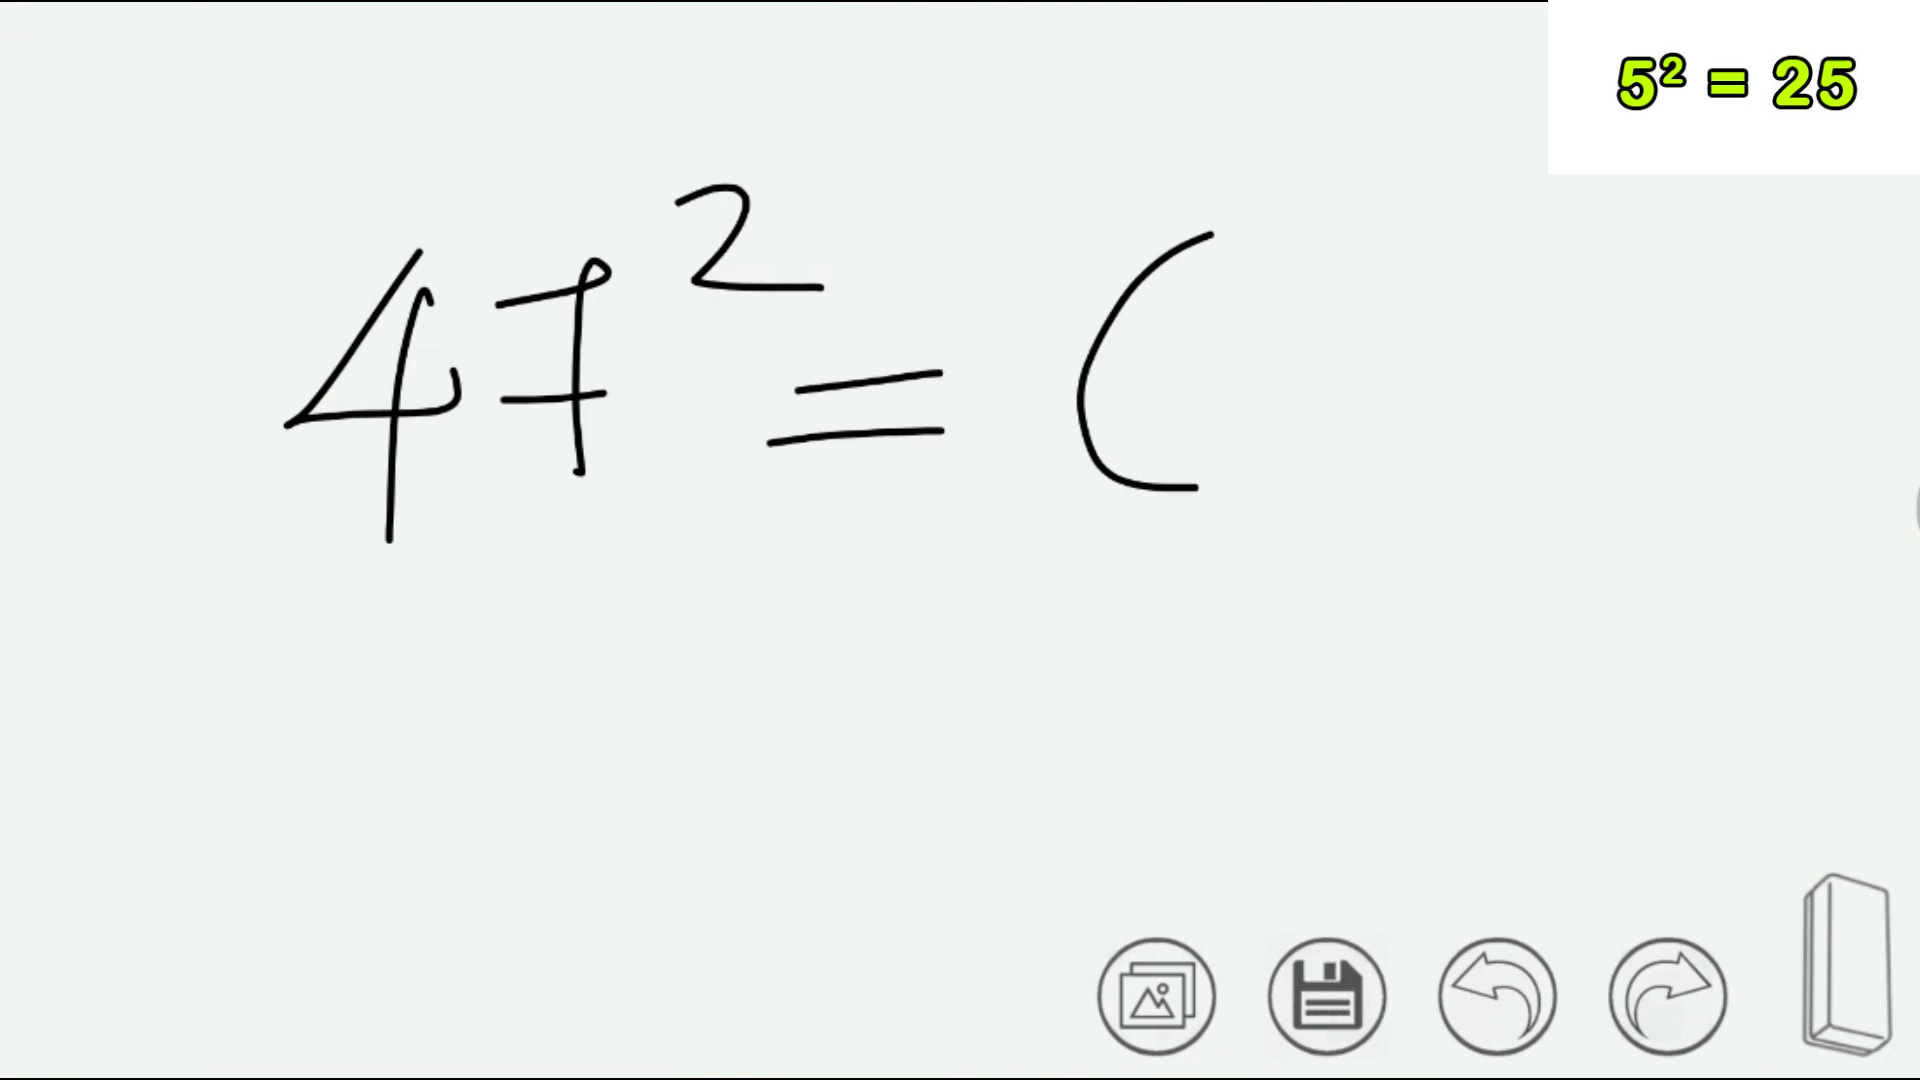 5² = 25
47² = (